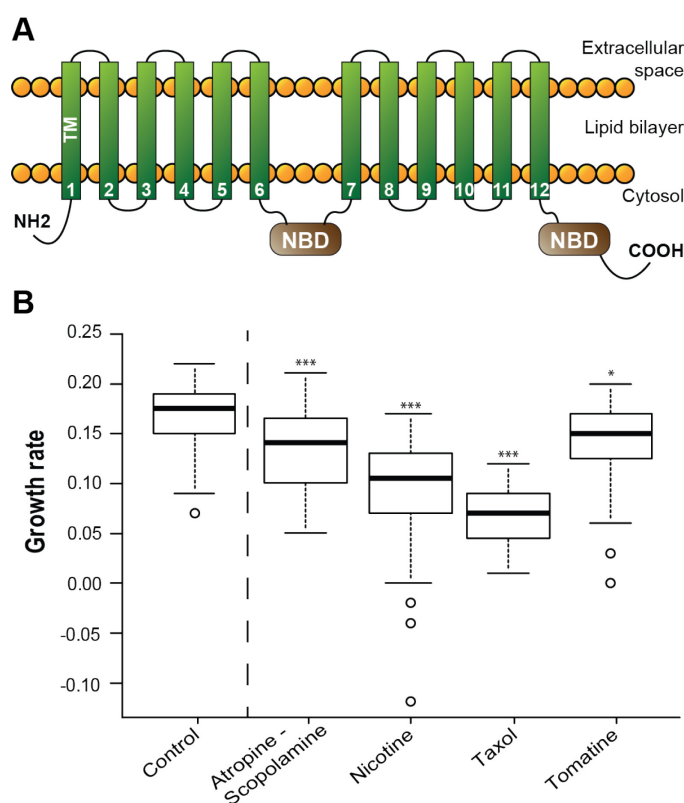 A
Extracellular
space
TM
Lipid bilayer
1 2 3 4 5 6 7 8 9 10 11 12
Cytosol
NH2
NBD
NBD
COOH
B
0.25
0.20
0.15
0.10
0.05
0.00
-0.05
-0.10
Growth rate
***
***
***
*
Control
Atropine -
Scopolamine
Nicotine
Taxol
Tomatine